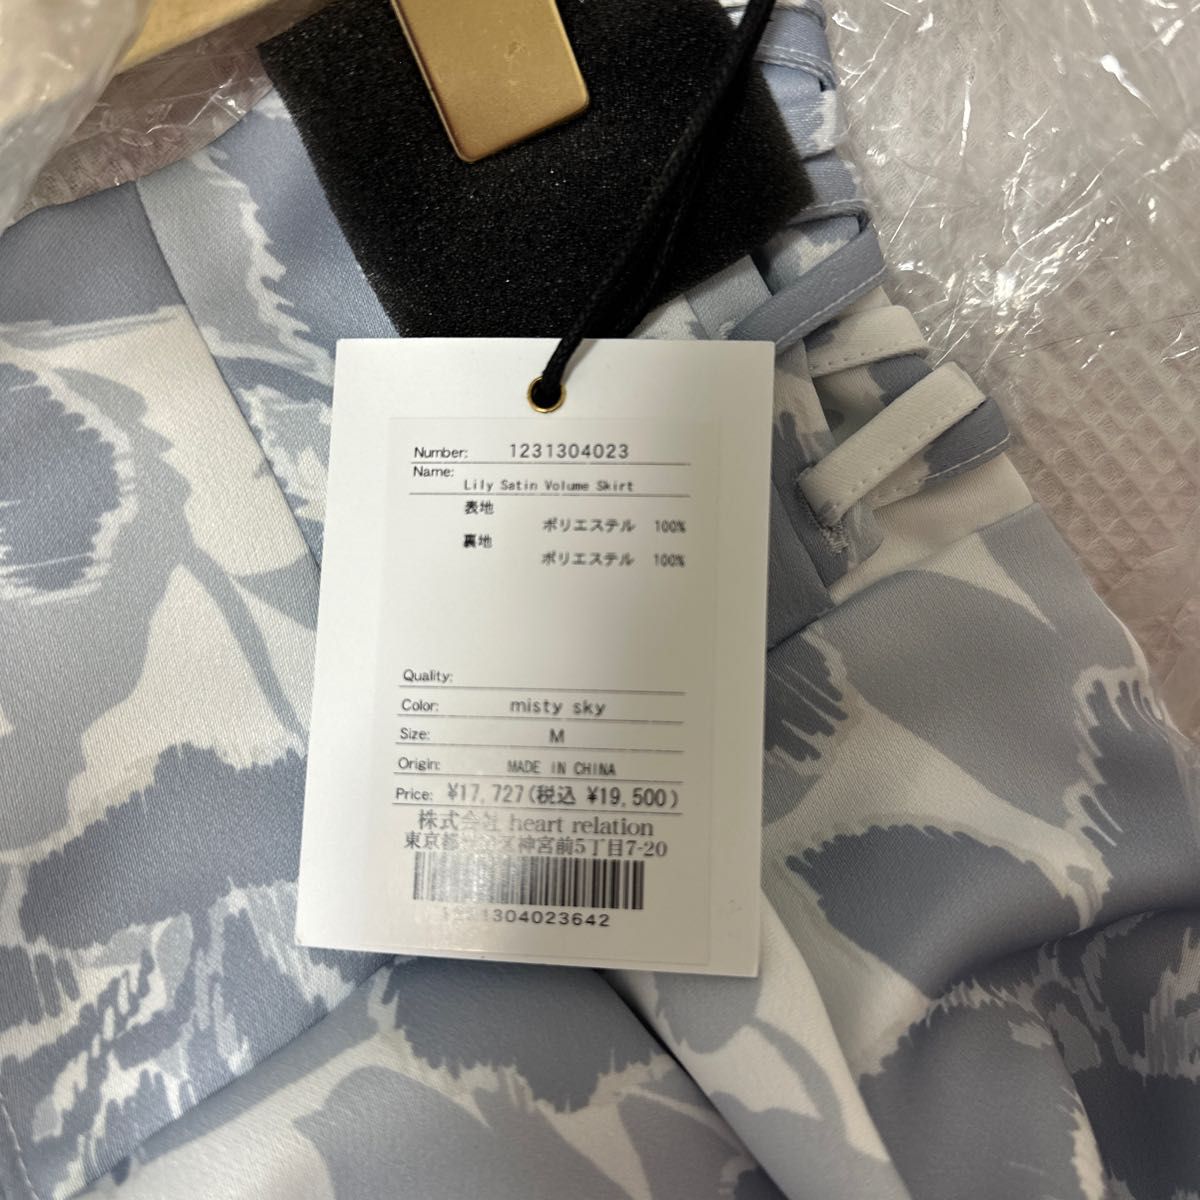 Number: 1231304023
Name:
Lily Satin Volume Skirt
表地
ポリエステル 100%
裏地
ポリエステル 100%
Quality:
Color: misty sky
Size: M
Origin: MADE IN CHINA
Price: ¥17,727(税込 ¥19,500)
株式会社 heart relation
東京都 神宮前5丁目7-20
1231304023642